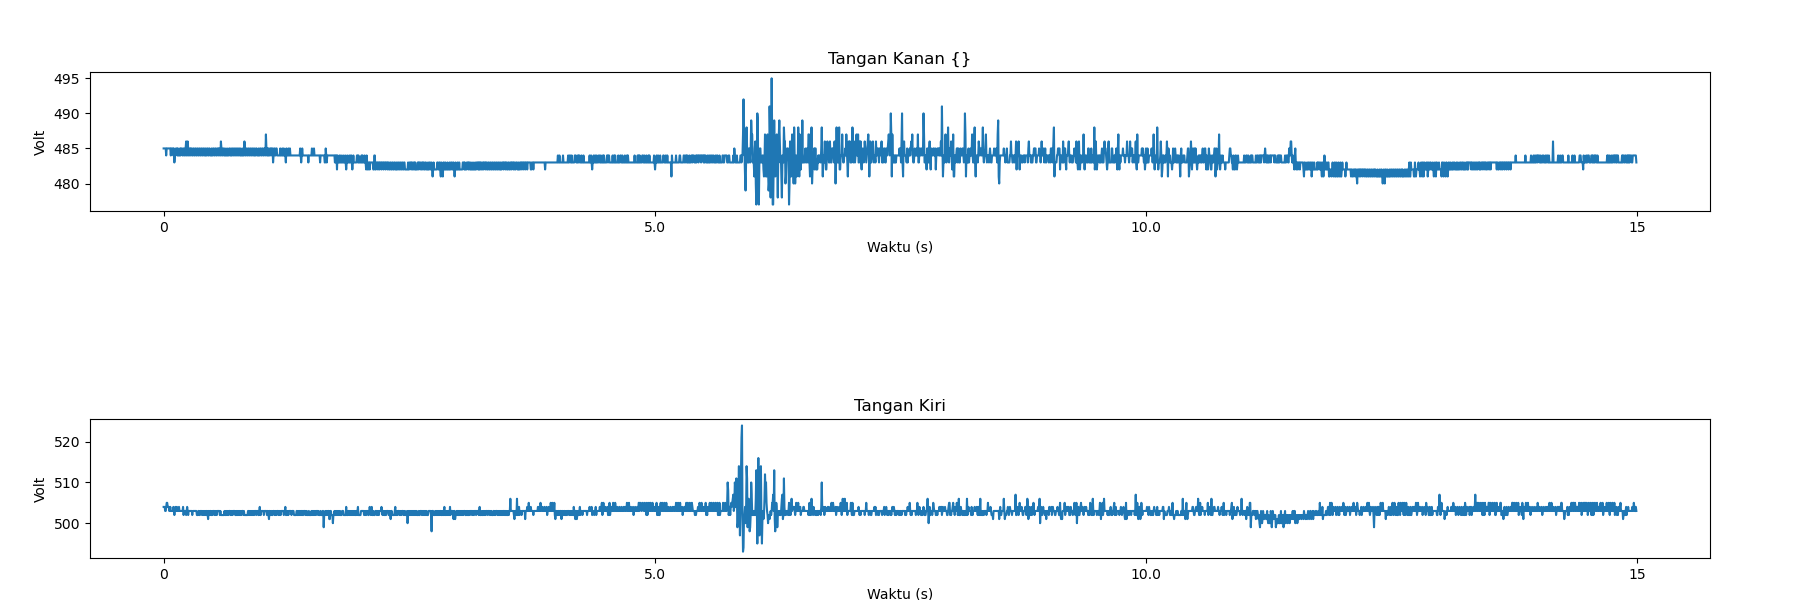 Tangan Kanan {}
495
490
485
480
Volt
0 5.0 10.0 15
Waktu (s)
Tangan Kiri
520
510
500
Volt
0 5.0 10.0 15
Waktu (s)